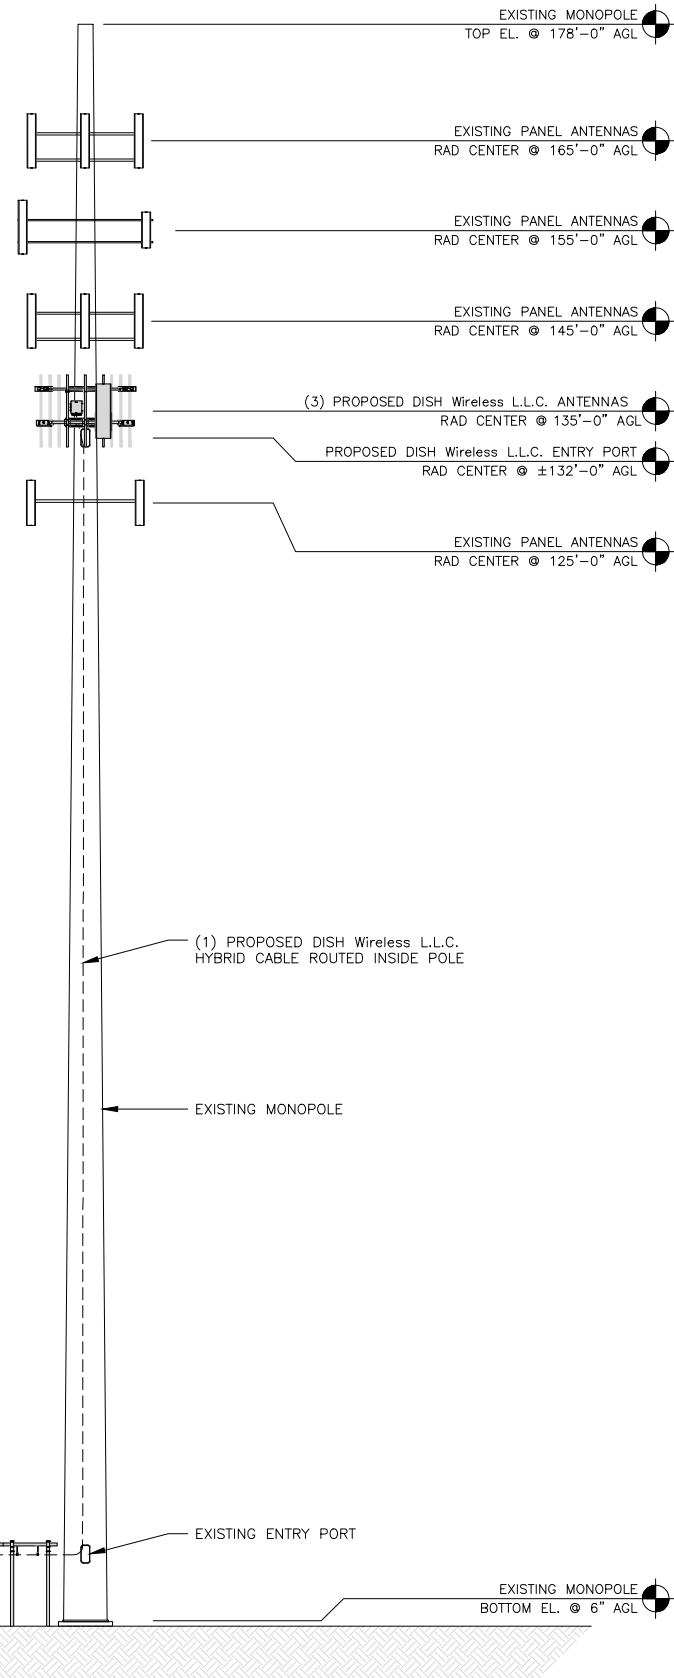 EXISTING MONOPOLE
TOP EL. @ 178'-0" AGL
EXISTING PANEL ANTENNAS
RAD CENTER @ 165'-0" AGL
EXISTING PANEL ANTENNAS
RAD CENTER @ 155'-0" AGL
EXISTING PANEL ANTENNAS
RAD CENTER @ 145'-0" AGL
(3) PROPOSED DISH Wireless L.L.C. ANTENNAS
RAD CENTER @ 135'-0" AGL
PROPOSED DISH Wireless L.L.C. ENTRY PORT
RAD CENTER @ ±132'-0" AGL
EXISTING PANEL ANTENNAS
RAD CENTER @ 125'-0" AGL
(1) PROPOSED DISH Wireless L.L.C.
HYBRID CABLE ROUTED INSIDE POLE
EXISTING MONOPOLE
EXISTING ENTRY PORT
EXISTING MONOPOLE
BOTTOM EL. @ 6" AGL